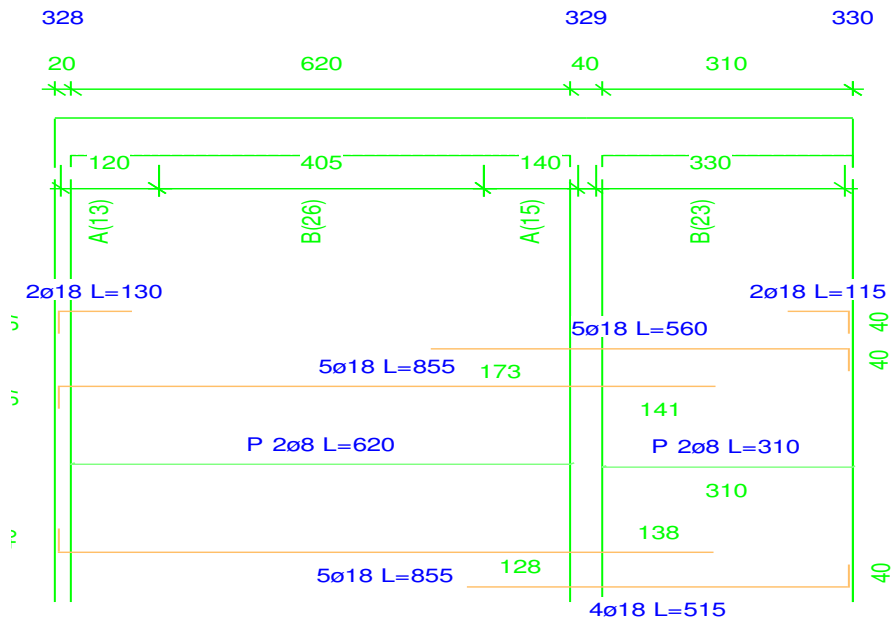 328 329 330
20 620 40 310
120 405 140 330
A(13) B(26) A(15) B(23)
2ø18 L=130 2ø18 L=115
40
5ø18 L=560
40
5ø18 L=855 173
141
P 2ø8 L=620 P 2ø8 L=310
310
138
5ø18 L=855 128
40
4ø18 L=515